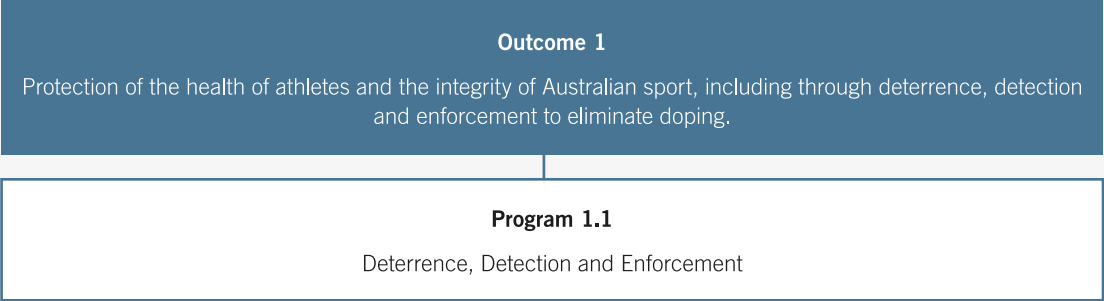 Outcome 1
Protection of the health of athletes and the integrity of Australian sport, including through deterrence, detection
and enforcement to eliminate doping.
Program 1.1
Deterrence, Detection and Enforcement